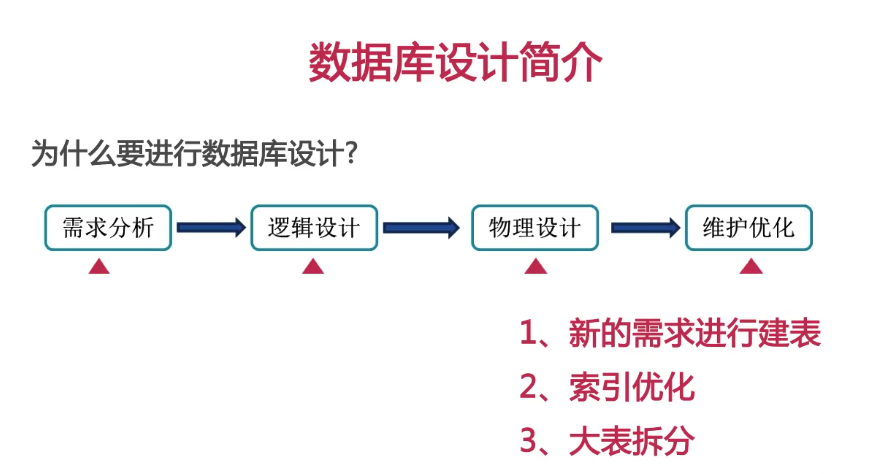 数据库设计简介
为什么要进行数据库设计?
需求分析 逻辑设计 物理设计 维护优化
1、新的需求进行建表
2、索引优化
3、大表拆分